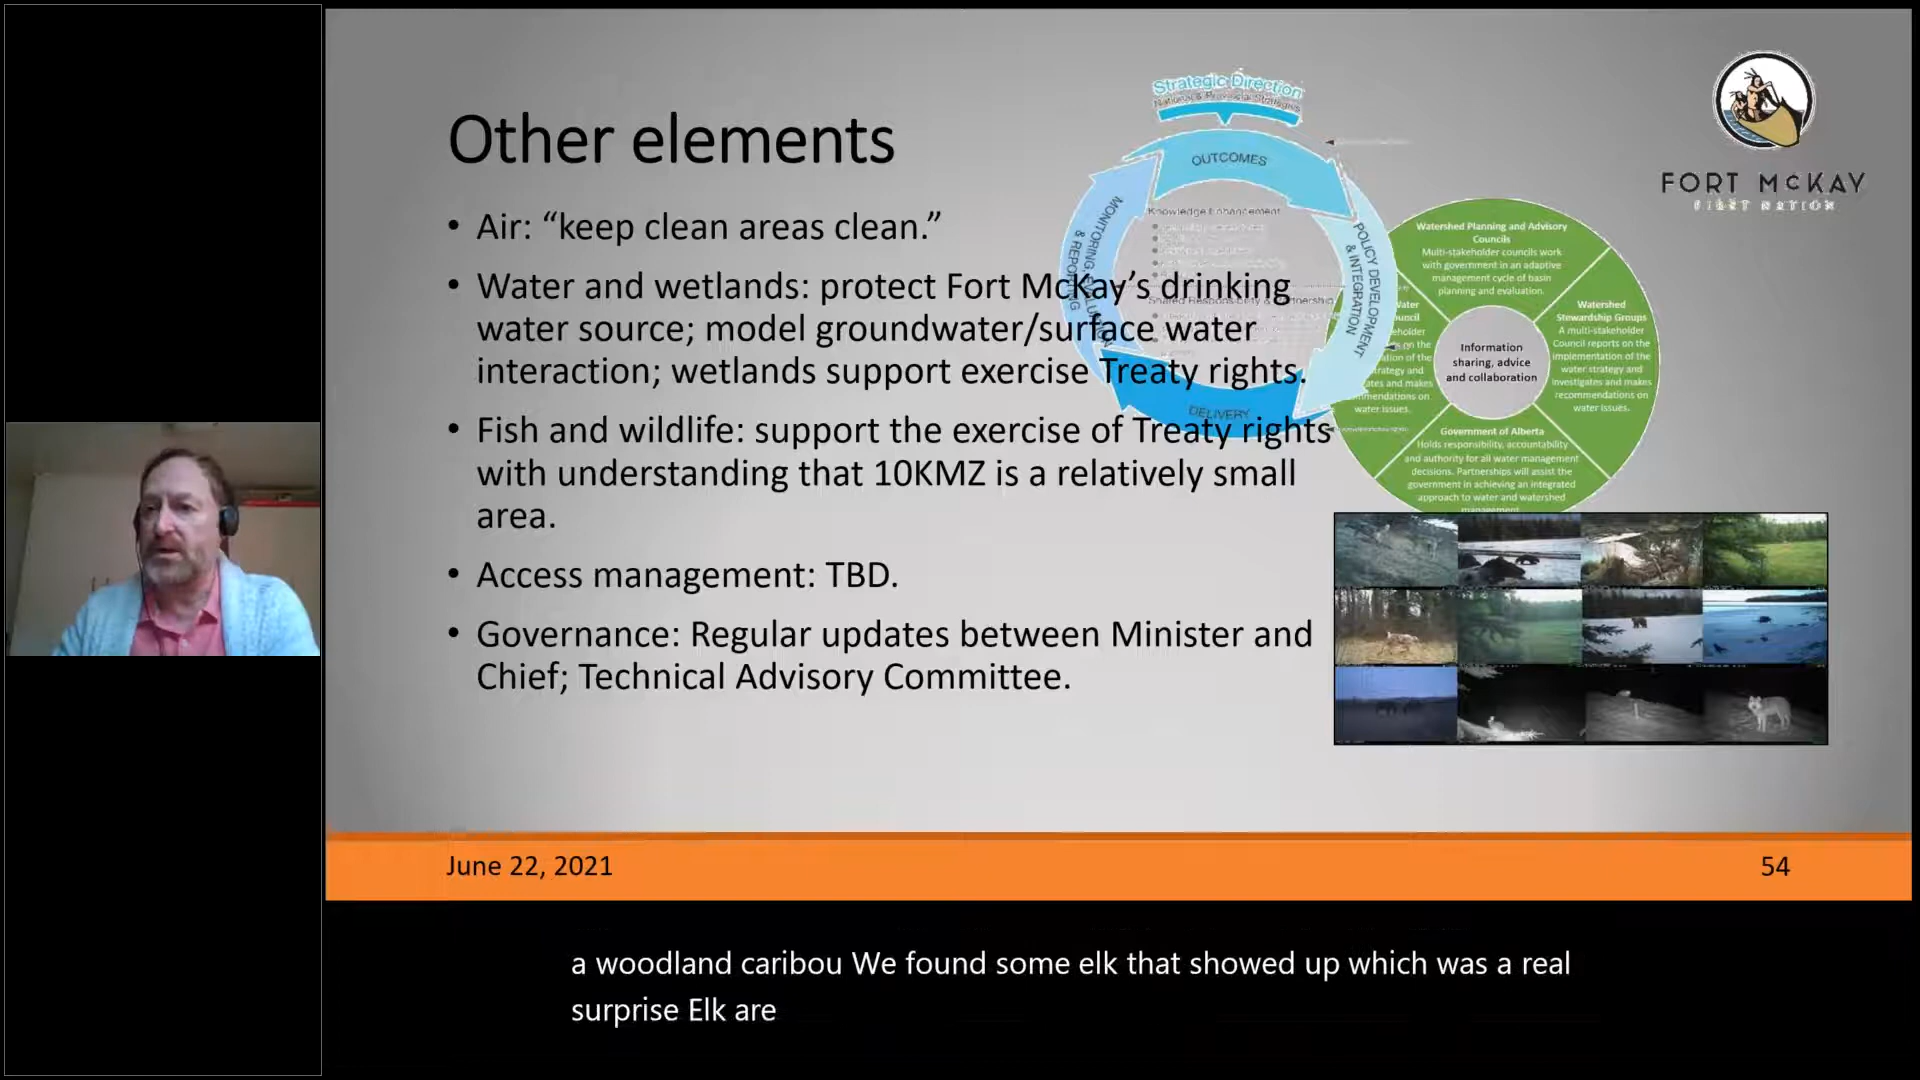 Strategic Direction
National & Provincial Strategies
OUTCOMES
POLICY DEVELOPMENT
& INTEGRATION
DELIVERY
MONITORING,
& REPORTING
Knowledge Enhancement
FORT MCKAY
FIRST NATION
Other elements
• Air: “keep clean areas clean.”
• Water and wetlands: protect Fort McKay’s drinking
water source; model groundwater/surface water
interaction; wetlands support exercise Treaty rights.
• Fish and wildlife: support the exercise of Treaty rights
with understanding that 10KMZ is a relatively small
area.
• Access management: TBD.
• Governance: Regular updates between Minister and
Chief; Technical Advisory Committee.
Watershed Planning and Advisory
Councils
Multi-stakeholder councils work
with government in an adaptive
management cycle of basin
planning and evaluation.
Watershed
Stewardship Groups
A multi-stakeholder
Council reports on the
implementation of the
water strategy and
investigates and makes
recommendations on
water issues.
Information
sharing, advice
and collaboration
on the
water issues.
Government of Alberta
Holds responsibility, accountability
and authority for all water management
decisions. Partnerships will assist the
government in achieving an integrated
approach to water and watershed
management.
June 22, 2021
54
a woodland caribou We found some elk that showed up which was a real
surprise Elk are